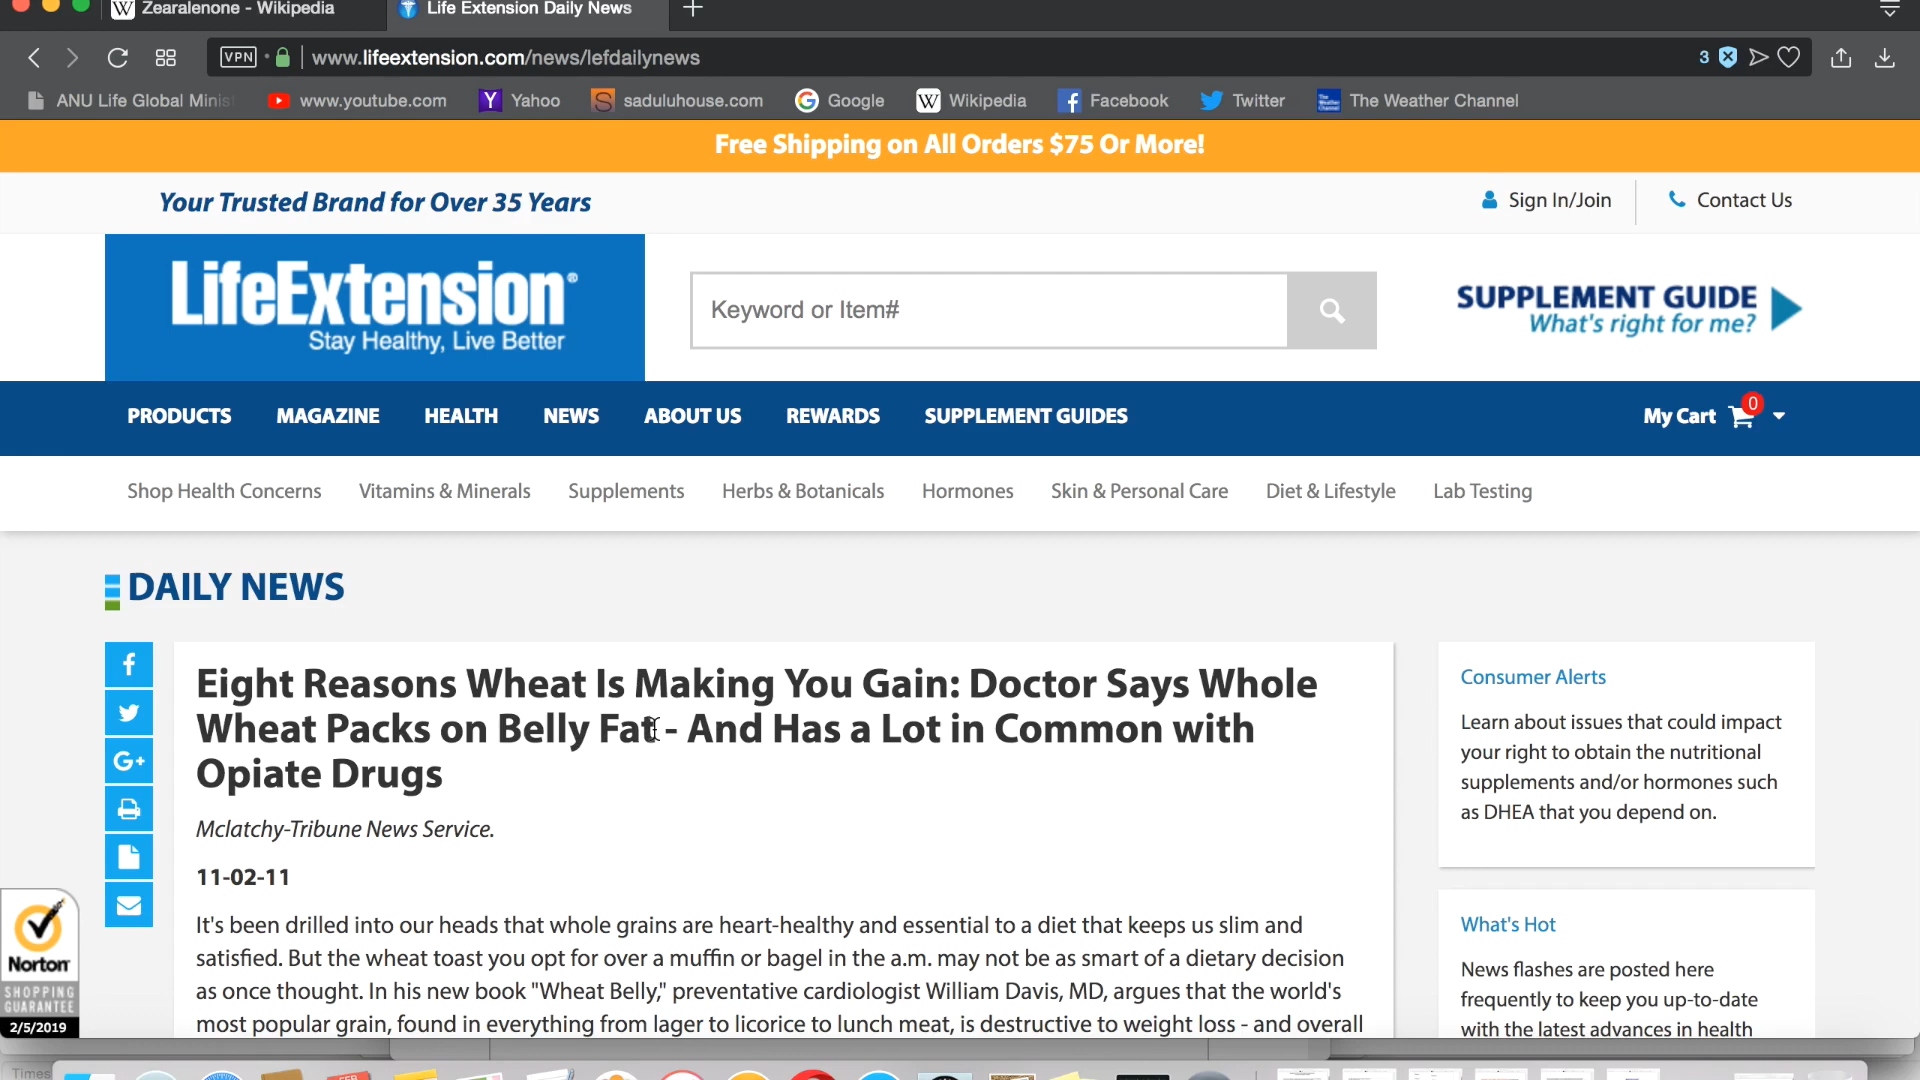 Zearalenone - Wikipedia
Life Extension Daily News
VPN
www.lifeextension.com/news/lefdailynews
3
ANU Life Global Minis
www.youtube.com
Yahoo
saduluhouse.com
Google
Wikipedia
Facebook
Twitter
The Weather Channel
Free Shipping on All Orders $75 Or More!
Your Trusted Brand for Over 35 Years
Sign In/Join
Contact Us
LifeExtension®
Stay Healthy, Live Better
Keyword or Item#
SUPPLEMENT GUIDE
What's right for me?
PRODUCTS
MAGAZINE
HEALTH
NEWS
ABOUT US
REWARDS
SUPPLEMENT GUIDES
My Cart
0
Shop Health Concerns
Vitamins & Minerals
Supplements
Herbs & Botanicals
Hormones
Skin & Personal Care
Diet & Lifestyle
Lab Testing
DAILY NEWS
Eight Reasons Wheat Is Making You Gain: Doctor Says Whole
Wheat Packs on Belly Fat - And Has a Lot in Common with
Opiate Drugs
Mclatchy-Tribune News Service.
11-02-11
It's been drilled into our heads that whole grains are heart-healthy and essential to a diet that keeps us slim and
satisfied. But the wheat toast you opt for over a muffin or bagel in the a.m. may not be as smart of a dietary decision
as once thought. In his new book "Wheat Belly," preventative cardiologist William Davis, MD, argues that the world's
most popular grain, found in everything from lager to licorice to lunch meat, is destructive to weight loss - and overall
Consumer Alerts
Learn about issues that could impact
your right to obtain the nutritional
supplements and/or hormones such
as DHEA that you depend on.
What's Hot
News flashes are posted here
frequently to keep you up-to-date
with the latest advances in health
Norton
SHOPPING
GUARANTEE
2/5/2019
Times
FEB